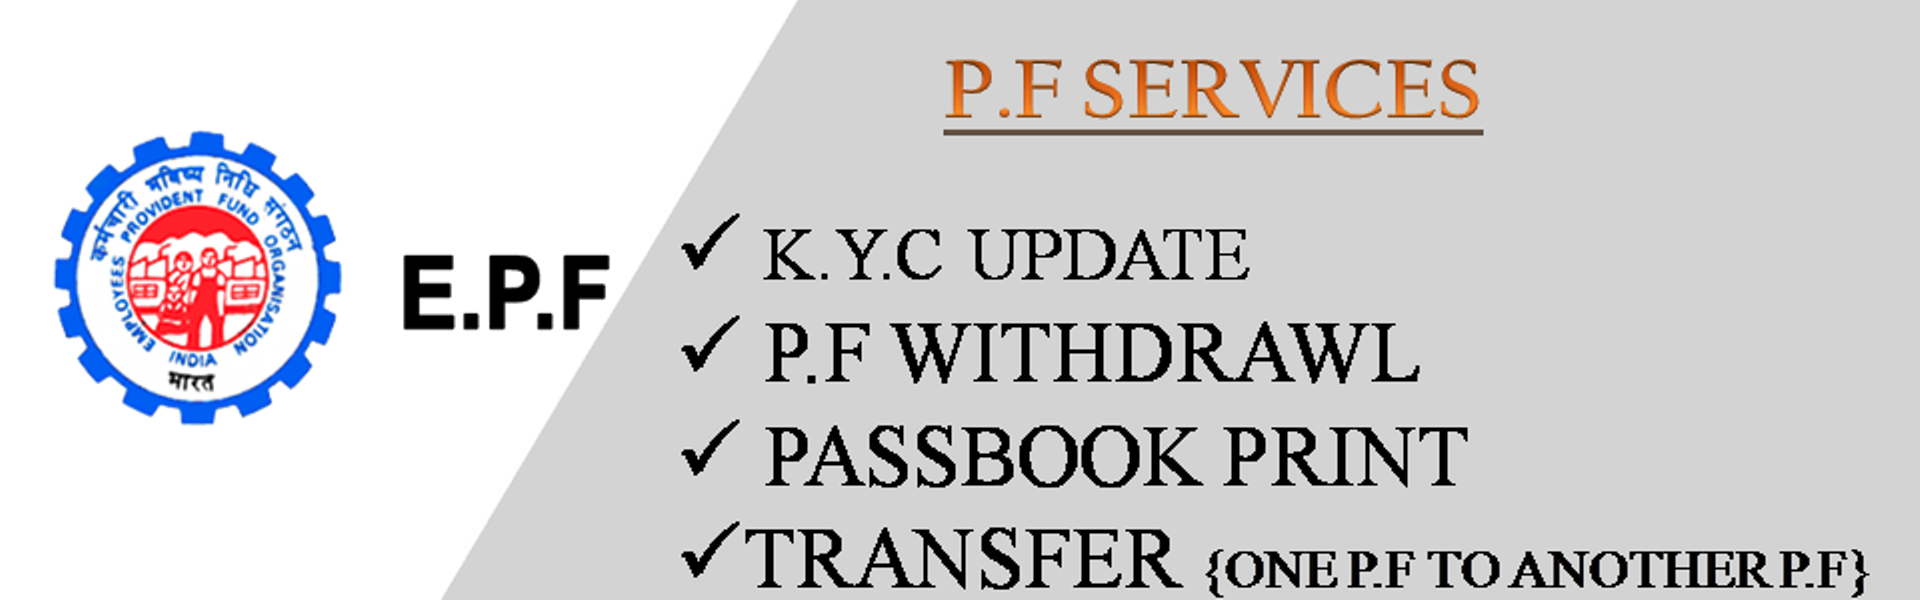 कर्मचारी भविष्य निधि संगठन
EMPLOYEES PROVIDENT FUND ORGANISATION
INDIA
भारत
E.P.F
P.F SERVICES
✓ K.Y.C UPDATE
✓ P.F WITHDRAWL
✓ PASSBOOK PRINT
✓TRANSFER {ONE P.F TO ANOTHER P.F}